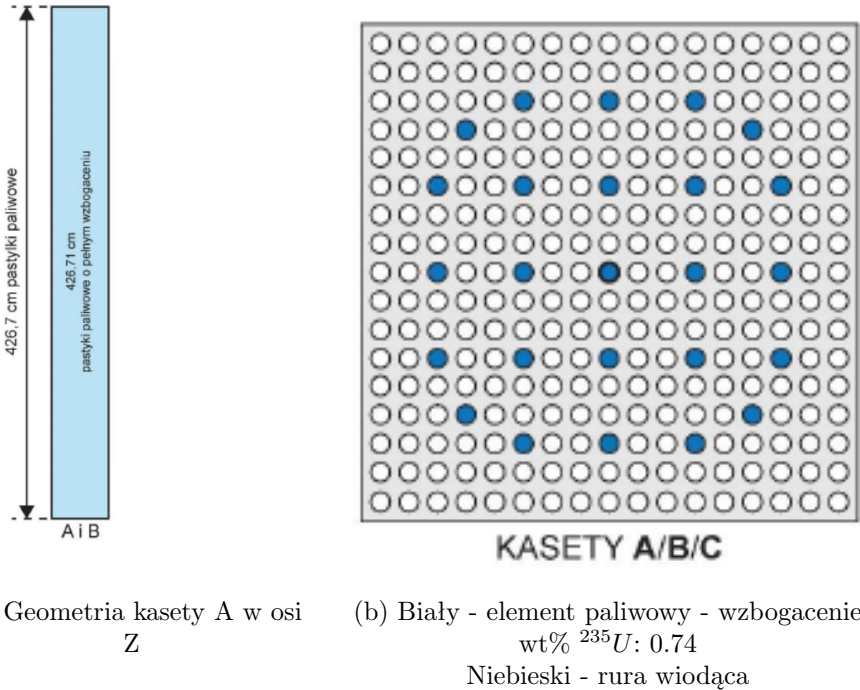 426,7 cm pastylki paliwowe
426,71 cm
pastyki paliwowe o pełnym wzbogaceniu
A i B
KASETY A/B/C
Geometria kasety A w osi
Z
(b) Biały - element paliwowy - wzbogacenie
wt% ²³⁵U: 0.74
Niebieski - rura wiodąca